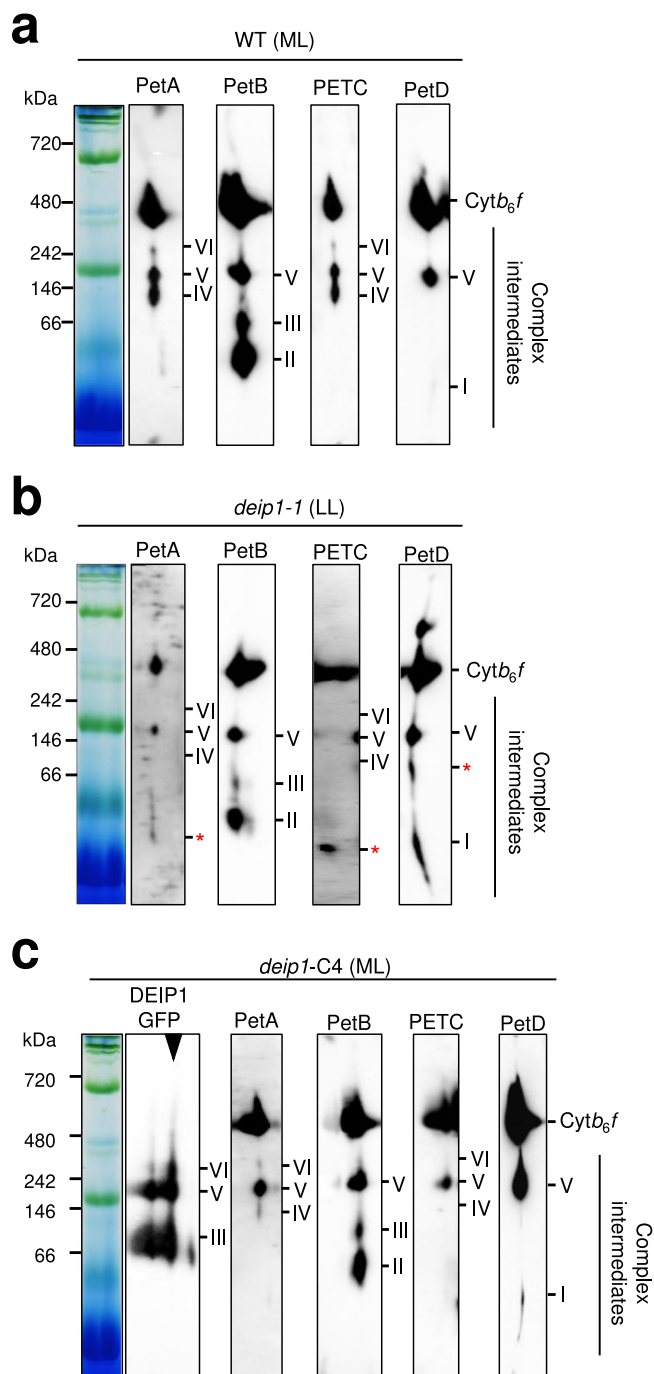 a
WT (ML)
kDa
PetA
PetB
PETC
PetD
720
480
242
146
66
VI
V
IV
V
III
II
VI
V
IV
Cytb₆f
V
I
Complex
intermediates
b
deip1-1 (LL)
kDa
PetA
PetB
PETC
PetD
720
480
242
146
66
VI
V
IV
*
V
III
II
VI
V
IV
*
Cytb₆f
V
*
I
Complex
intermediates
c
deip1-C4 (ML)
kDa
DEIP1
GFP
PetA
PetB
PETC
PetD
720
480
242
146
66
VI
V
III
VI
V
IV
V
III
II
VI
V
IV
Cytb₆f
V
I
Complex
intermediates